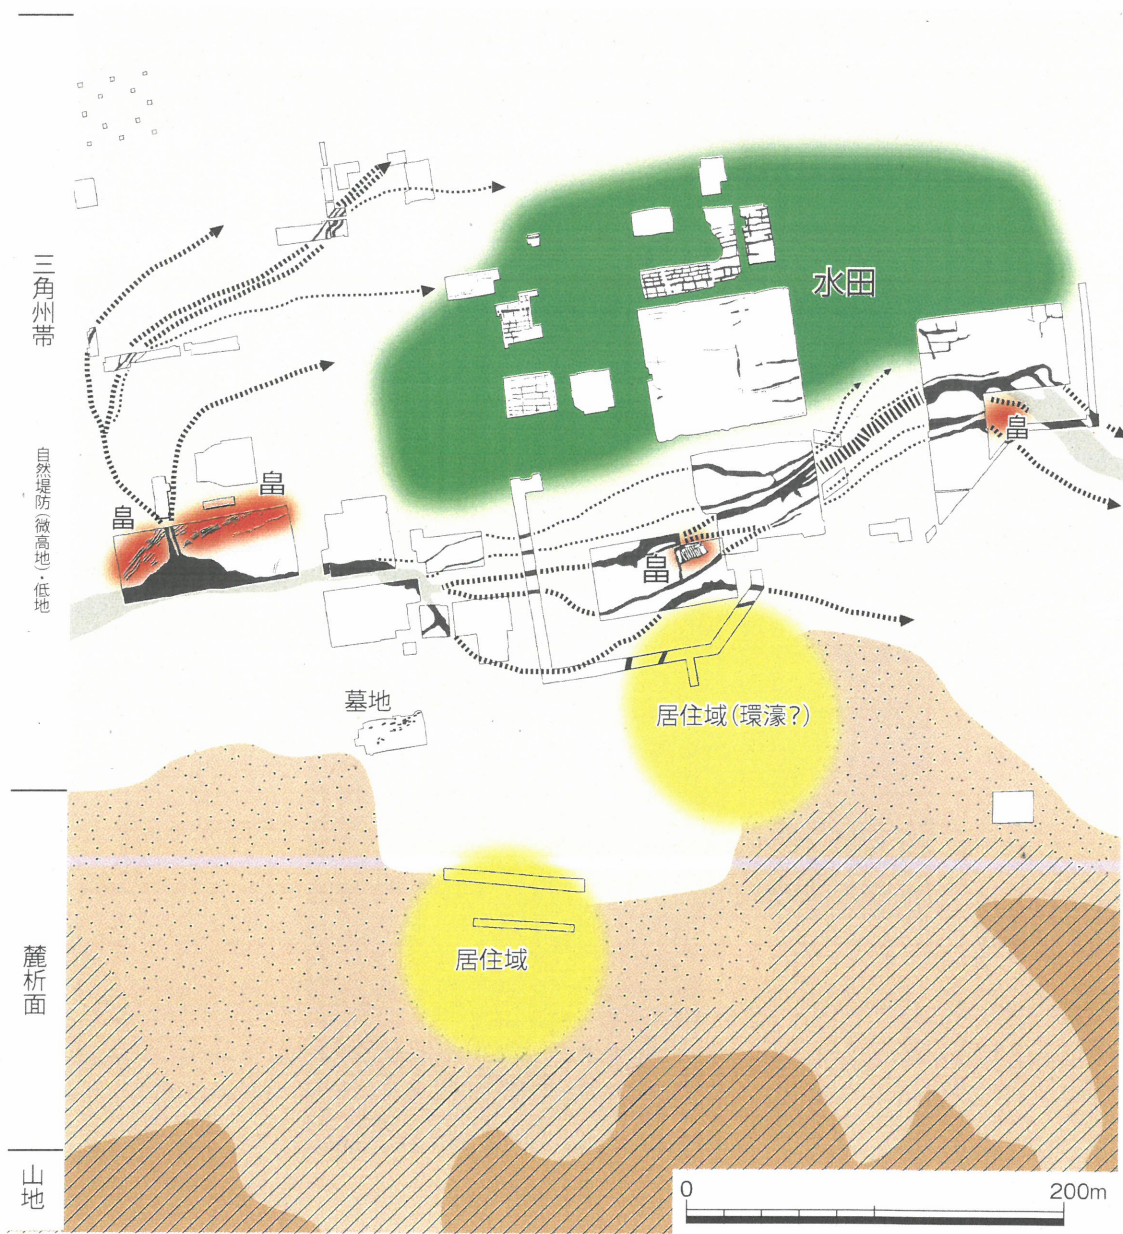 三角州帯
水田
自然堤防(微高地)・低地
畠
畠
畠
畠
墓地
居住域(環濠?)
麓析面
居住域
山地
0
200m